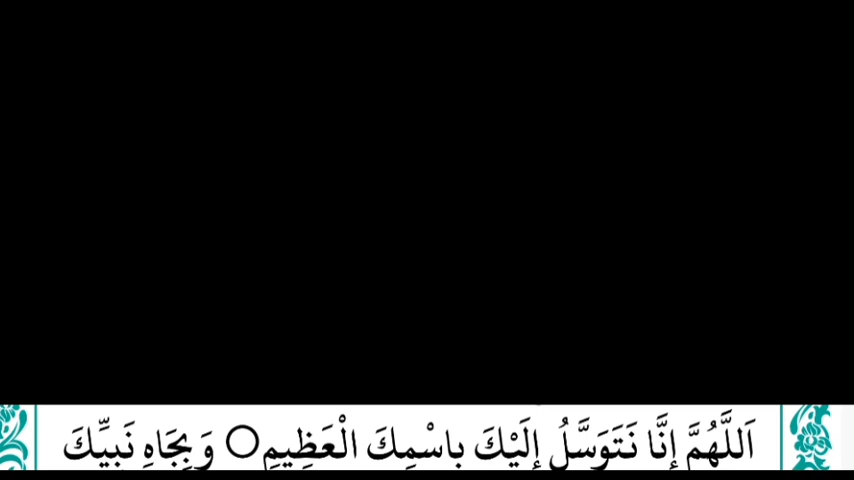 اَللَّهُمَّ إِنَّا نَتَوَسَّلُ إِلَيْكَ بِاسْمِكَ الْعَظِيمِ ○ وَبِجَاهِ نَبِيِّكَ